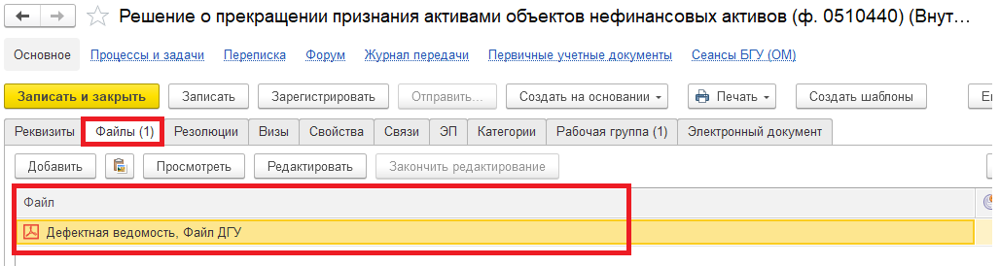 Решение о прекращении признания активами объектов нефинансовых активов (ф. 0510440) (Внут...
Основное Процессы и задачи Переписка Форум Журнал передачи Первичные учетные документы Сеансы БГУ (ОМ)
Записать и закрыть Записать Зарегистрировать Отправить... Создать на основании Печать Создать шаблоны
Реквизиты Файлы (1) Резолюции Визы Свойства Связи ЭП Категории Рабочая группа (1) Электронный документ
Добавить Просмотреть Редактировать Закончить редактирование
Файл
Дефектная ведомость, Файл ДГУ